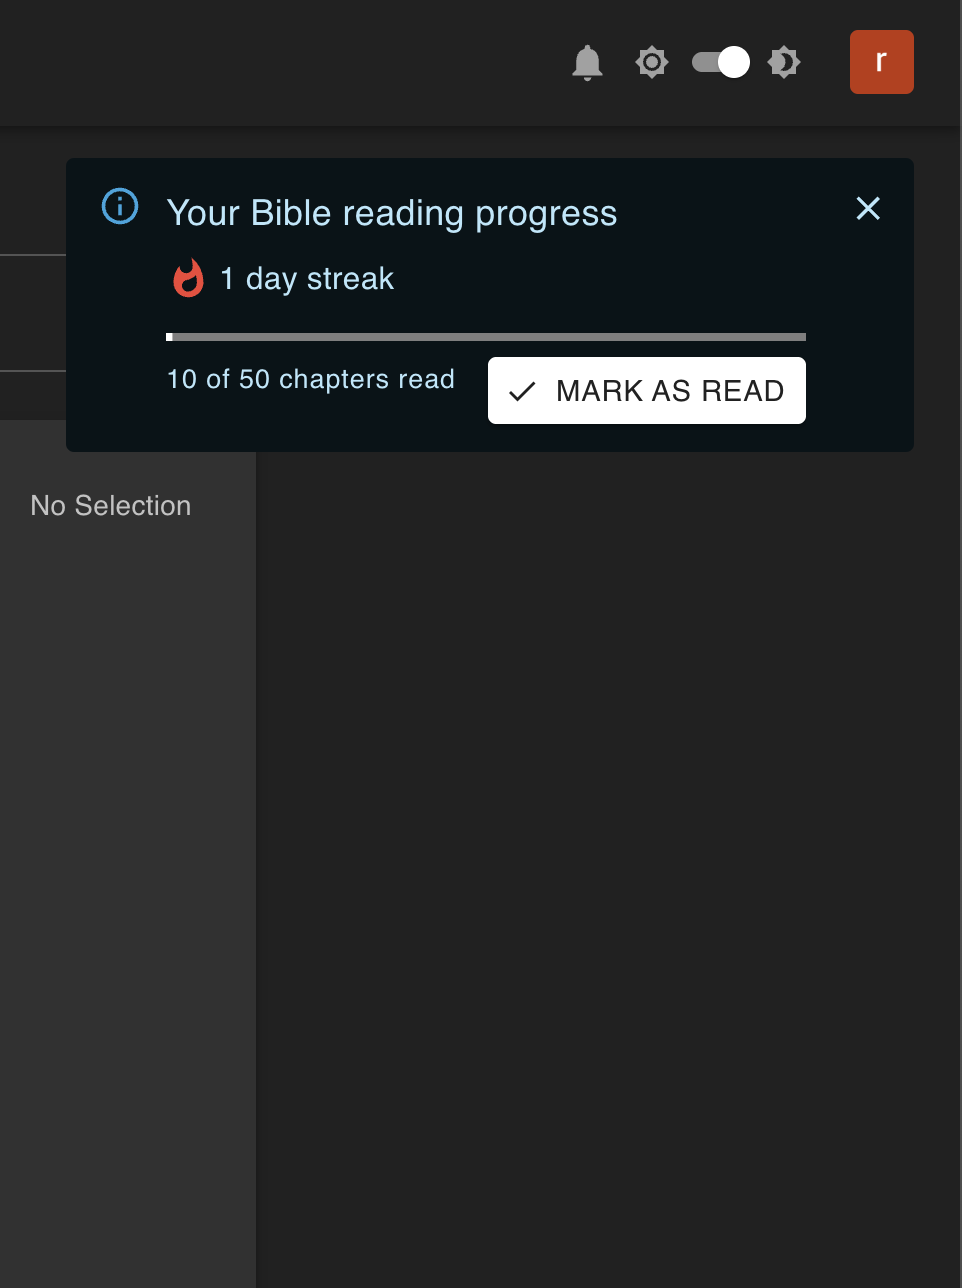 r
Your Bible reading progress
1 day streak
10 of 50 chapters read
MARK AS READ
No Selection